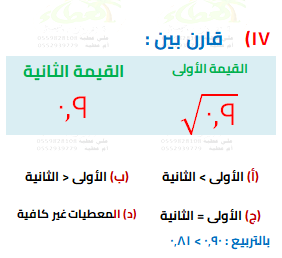 ١٧) قارن بين :
القيمة الأولى
القيمة الثانية
√٠,٩
٠,٩
(أ) الأولى > الثانية
(ب) الأولى < الثانية
(ج) الأولى = الثانية
(د) المعطيات غير كافية
بالتربيع : ٠,٩٠ > ٠,٨١